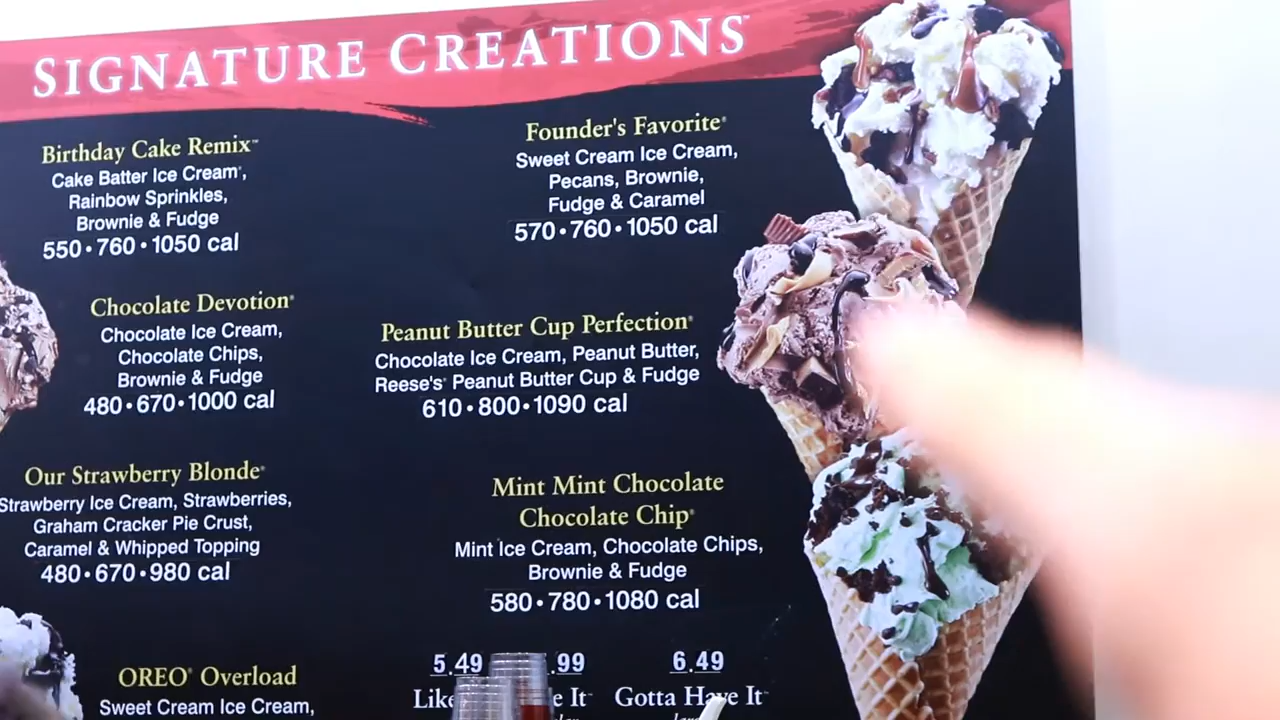 SIGNATURE CREATIONS
Birthday Cake Remix™
Cake Batter Ice Cream®,
Rainbow Sprinkles,
Brownie & Fudge
550•760•1050 cal
Chocolate Devotion®
Chocolate Ice Cream,
Chocolate Chips,
Brownie & Fudge
480•670•1000 cal
Our Strawberry Blonde®
Strawberry Ice Cream, Strawberries,
Graham Cracker Pie Crust,
Caramel & Whipped Topping
480•670•980 cal
OREO® Overload
Sweet Cream Ice Cream,
Founder's Favorite®
Sweet Cream Ice Cream,
Pecans, Brownie,
Fudge & Caramel
570•760•1050 cal
Peanut Butter Cup Perfection®
Chocolate Ice Cream, Peanut Butter,
Reese's® Peanut Butter Cup & Fudge
610•800•1090 cal
Mint Mint Chocolate
Chocolate Chip®
Mint Ice Cream, Chocolate Chips,
Brownie & Fudge
580•780•1080 cal
5.49 .99 6.49
Like It™ Gotta Have It™